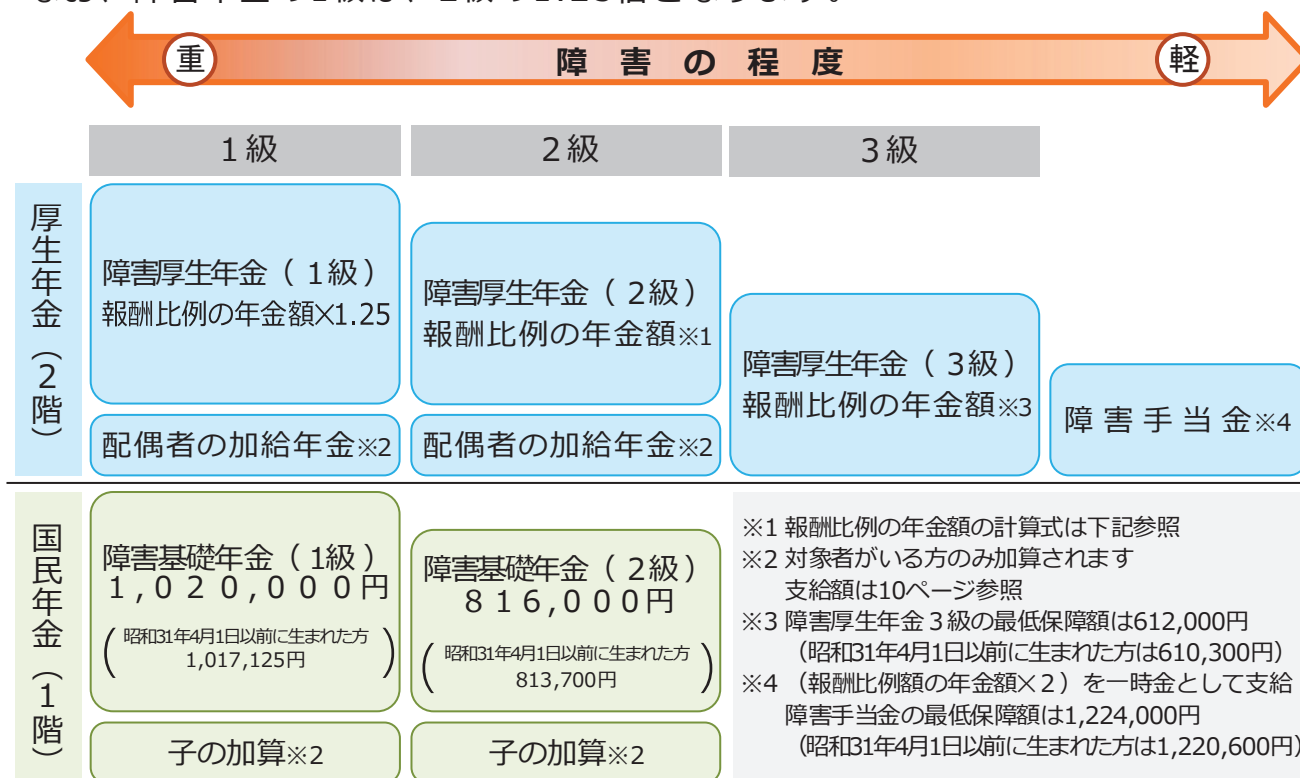 重
障害の程度
軽
1級
2級
3級
厚生年金（2階）
障害厚生年金（1級）
報酬比例の年金額×1.25
障害厚生年金（2級）
報酬比例の年金額※1
障害厚生年金（3級）
報酬比例の年金額※3
障害手当金※4
配偶者の加給年金※2
配偶者の加給年金※2
国民年金（1階）
障害基礎年金（1級）
1,020,000円
（昭和31年4月1日以前に生まれた方
1,017,125円）
障害基礎年金（2級）
816,000円
（昭和31年4月1日以前に生まれた方
813,700円）
子の加算※2
子の加算※2
※1 報酬比例の年金額の計算式は下記参照
※2 対象者がいる方のみ加算されます
支給額は10ページ参照
※3 障害厚生年金3級の最低保障額は612,000円
（昭和31年4月1日以前に生まれた方は610,300円）
※4 （報酬比例額の年金額×2）を一時金として支給
障害手当金の最低保障額は1,224,000円
（昭和31年4月1日以前に生まれた方は1,220,600円）